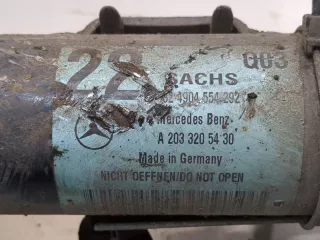 22 SACHS Q03
4904 554 292
Mercedes Benz
A 203 320 54 30
Made in Germany
NICHT OEFFNEN/DO NOT OPEN